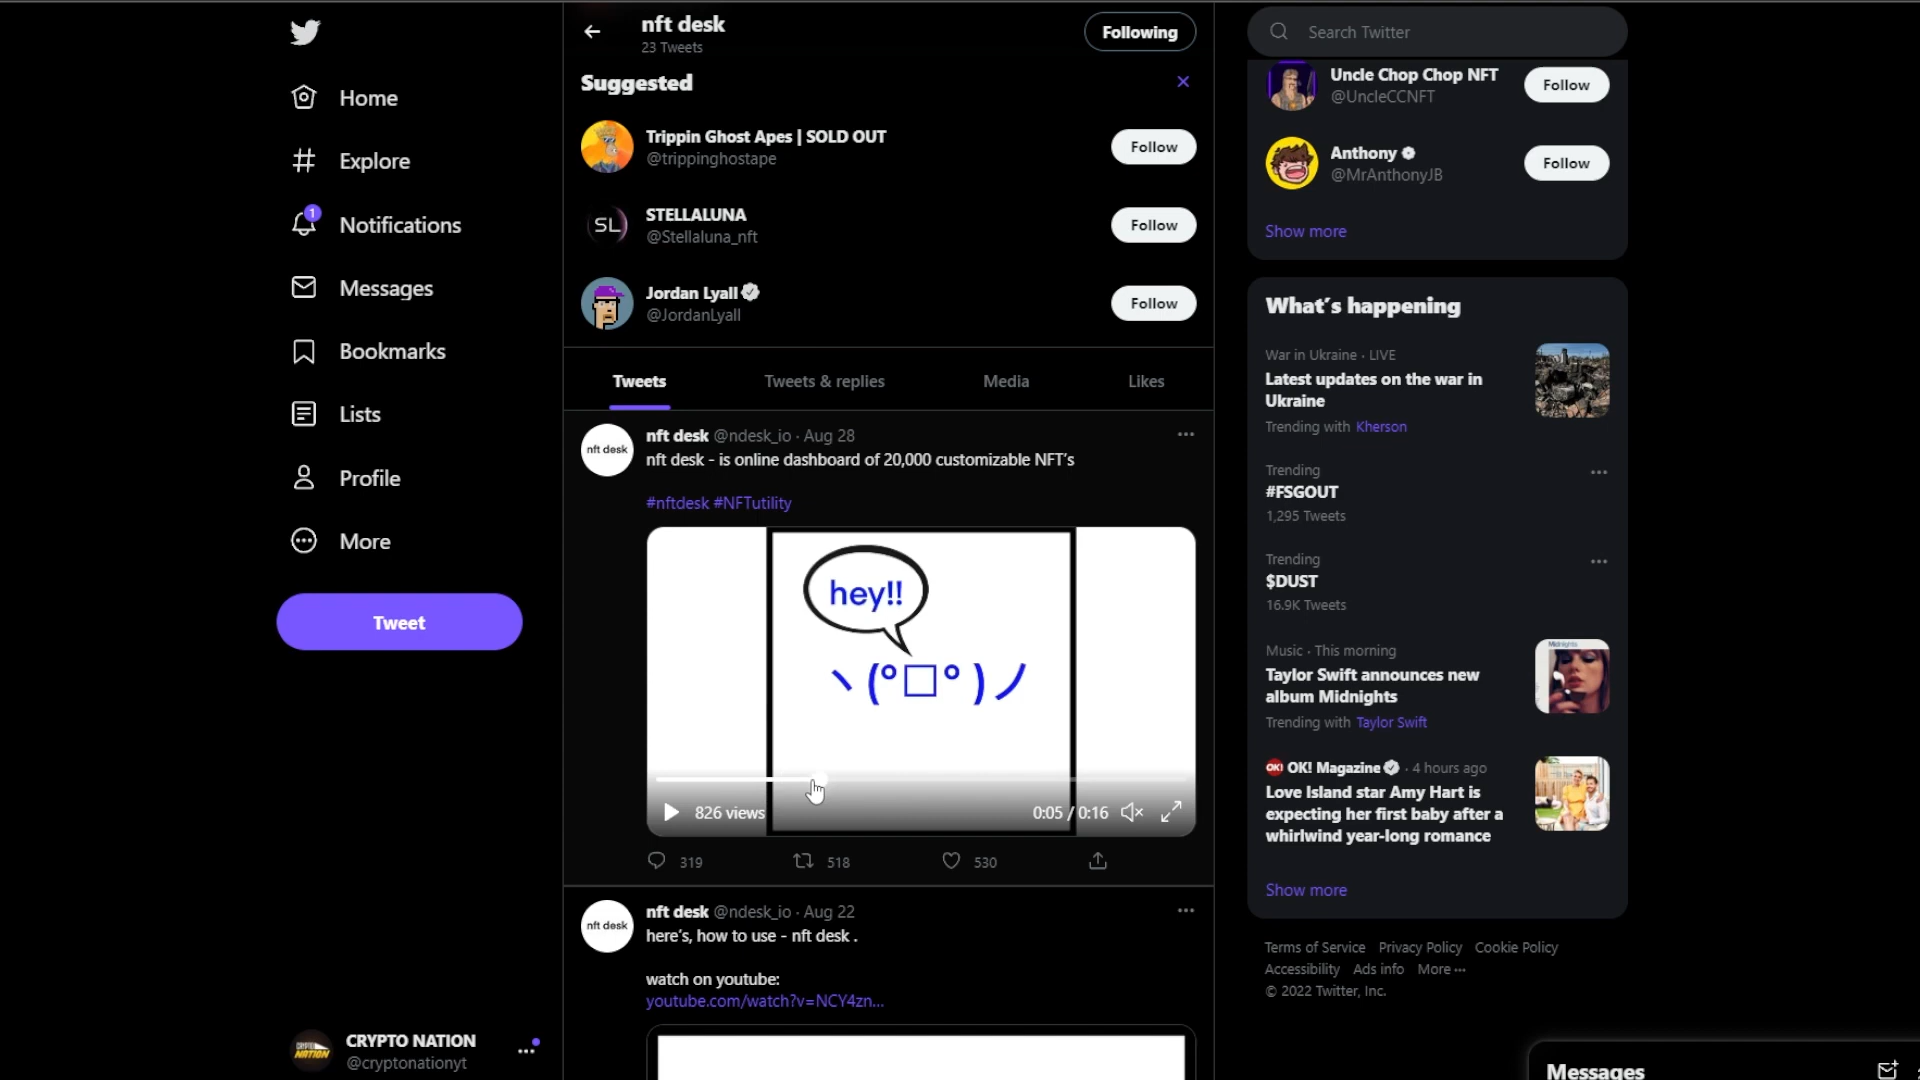 Home
Explore
1
Notifications
Messages
Bookmarks
Lists
Profile
More
Tweet
CRYPTO NATION
@cryptonationyt
nft desk
23 Tweets
Following
Suggested
Trippin Ghost Apes | SOLD OUT
@trippinghostape
Follow
SL
STELLALUNA
@Stellaluna_nft
Follow
Jordan Lyall
@JordanLyall
Follow
Tweets
Tweets & replies
Media
Likes
nft desk
nft desk @ndesk_io · Aug 28
nft desk - is online dashboard of 20,000 customizable NFT's
#nftdesk #NFTutility
hey!!
ヽ(°□° )ノ
826 views
0:05 / 0:16
319
518
530
nft desk
nft desk @ndesk_io · Aug 22
here's, how to use - nft desk .
watch on youtube:
youtube.com/watch?v=NCY4zn...
Search Twitter
Uncle Chop Chop NFT
@UncleCCNFT
Follow
Anthony
@MrAnthonyJB
Follow
Show more
What's happening
War in Ukraine · LIVE
Latest updates on the war in
Ukraine
Trending with Kherson
Trending
#FSGOUT
1,295 Tweets
Trending
$DUST
16.9K Tweets
Music · This morning
Taylor Swift announces new
album Midnights
Trending with Taylor Swift
Midnights
OK! OK! Magazine · 4 hours ago
Love Island star Amy Hart is
expecting her first baby after a
whirlwind year-long romance
Show more
Terms of Service Privacy Policy Cookie Policy
Accessibility Ads info More ···
© 2022 Twitter, Inc.
Messages